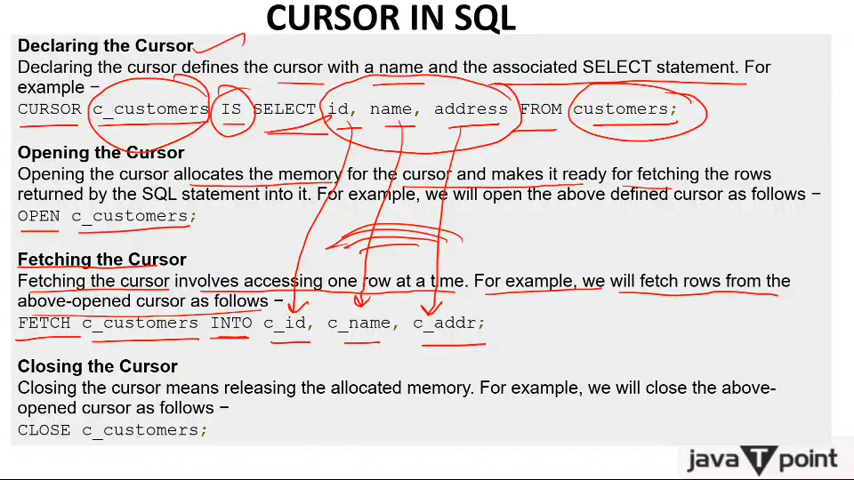 CURSOR IN SQL
Declaring the Cursor
Declaring the cursor defines the cursor with a name and the associated SELECT statement. For
example −
CURSOR c_customers IS SELECT id, name, address FROM customers;
Opening the Cursor
Opening the cursor allocates the memory for the cursor and makes it ready for fetching the rows
returned by the SQL statement into it. For example, we will open the above defined cursor as follows −
OPEN c_customers;
Fetching the Cursor
Fetching the cursor involves accessing one row at a time. For example, we will fetch rows from the
above-opened cursor as follows −
FETCH c_customers INTO c_id, c_name, c_addr;
Closing the Cursor
Closing the cursor means releasing the allocated memory. For example, we will close the above-
opened cursor as follows −
CLOSE c_customers;
java T point